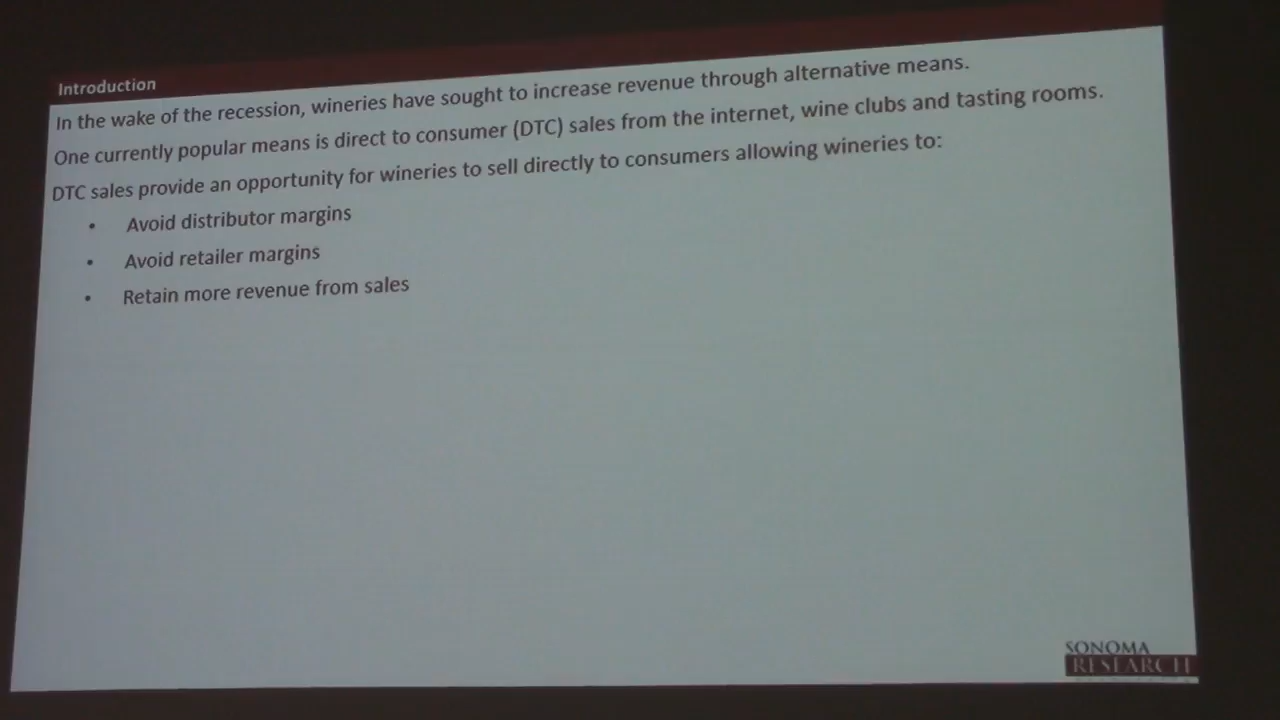 Introduction
In the wake of the recession, wineries have sought to increase revenue through alternative means.
One currently popular means is direct to consumer (DTC) sales from the internet, wine clubs and tasting rooms.
DTC sales provide an opportunity for wineries to sell directly to consumers allowing wineries to:
• Avoid distributor margins
• Avoid retailer margins
• Retain more revenue from sales
SONOMA
RESEARCH